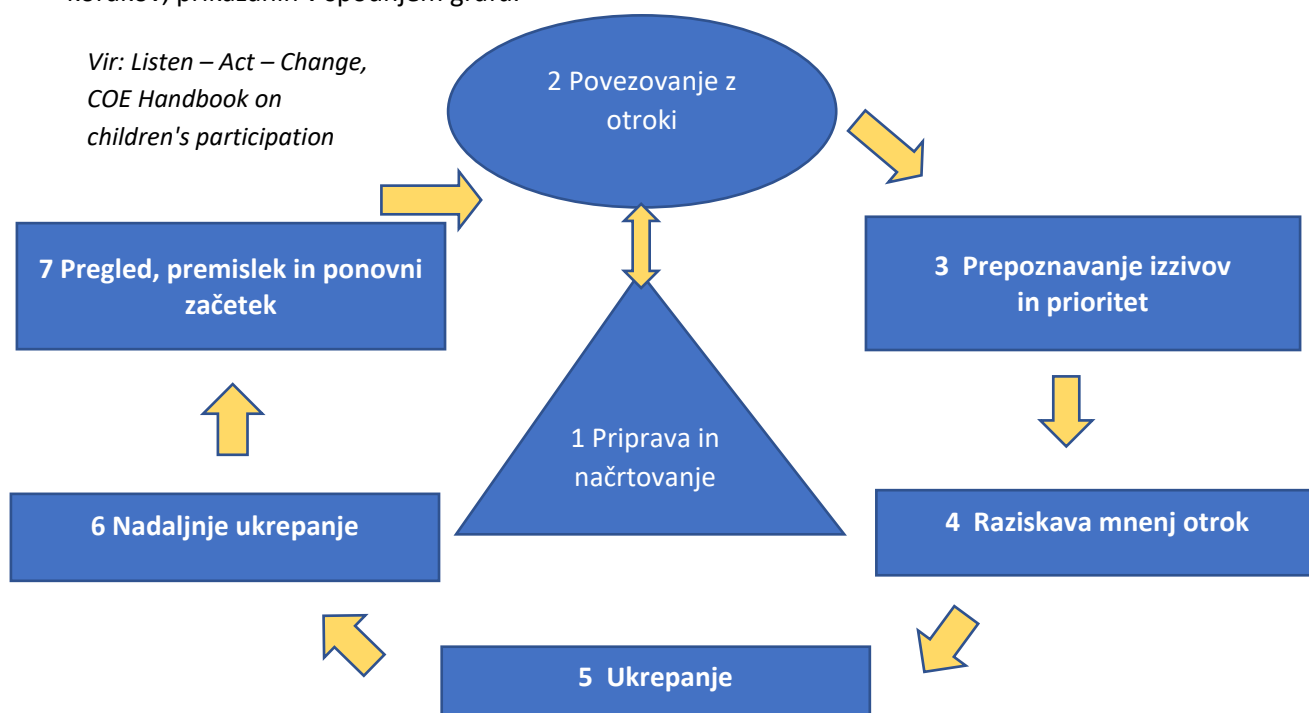 Vir: Listen – Act – Change,
COE Handbook on
children's participation
2 Povezovanje z
otroki
7 Pregled, premislek in ponovni
začetek
3 Prepoznavanje izzivov
in prioritet
1 Priprava in
načrtovanje
6 Nadaljnje ukrepanje
4 Raziskava mnenj otrok
5 Ukrepanje